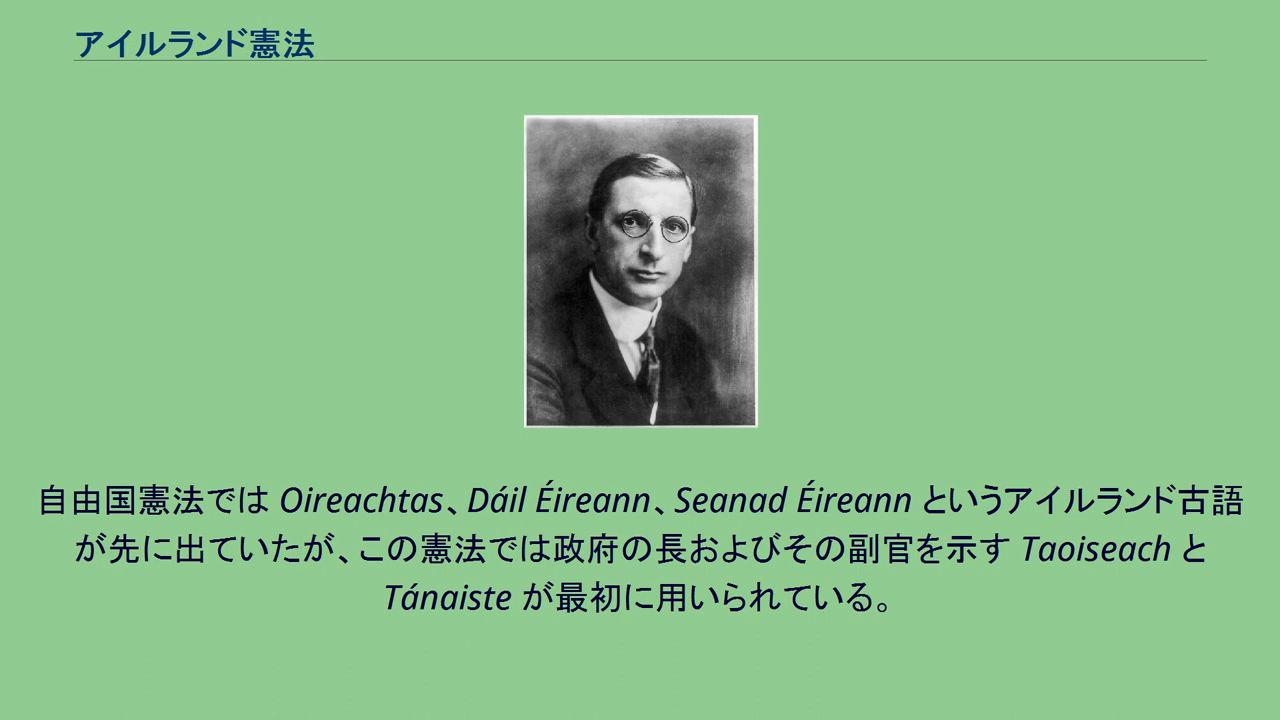 アイルランド憲法
自由国憲法では Oireachtas、Dáil Éireann、Seanad Éireann というアイルランド古語
が先に出ていたが、この憲法では政府の長およびその副官を示す Taoiseach と
Tánaiste が最初に用いられている。